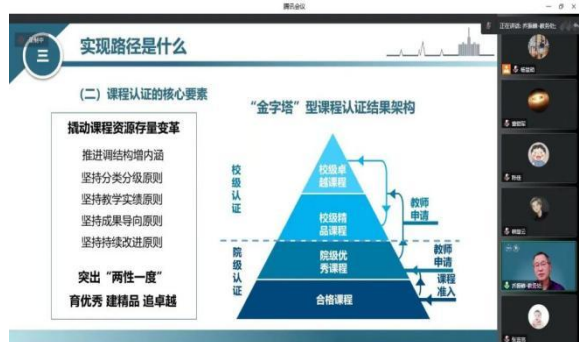 腾讯会议
三
实现路径是什么
（二）课程认证的核心要素
撬动课程资源存量变革
推进调结构增内涵
坚持分类分级原则
坚持教学实绩原则
坚持成果导向原则
坚持持续改进原则
突出“两性一度”
育优秀 建精品 追卓越
“金字塔”型课程认证结果架构
校级认证
院级认证
校级卓
越课程
校级精
品课程
院级优
秀课程
合格课程
教师
申请
教师
申请
课程
准入
正在讲话: